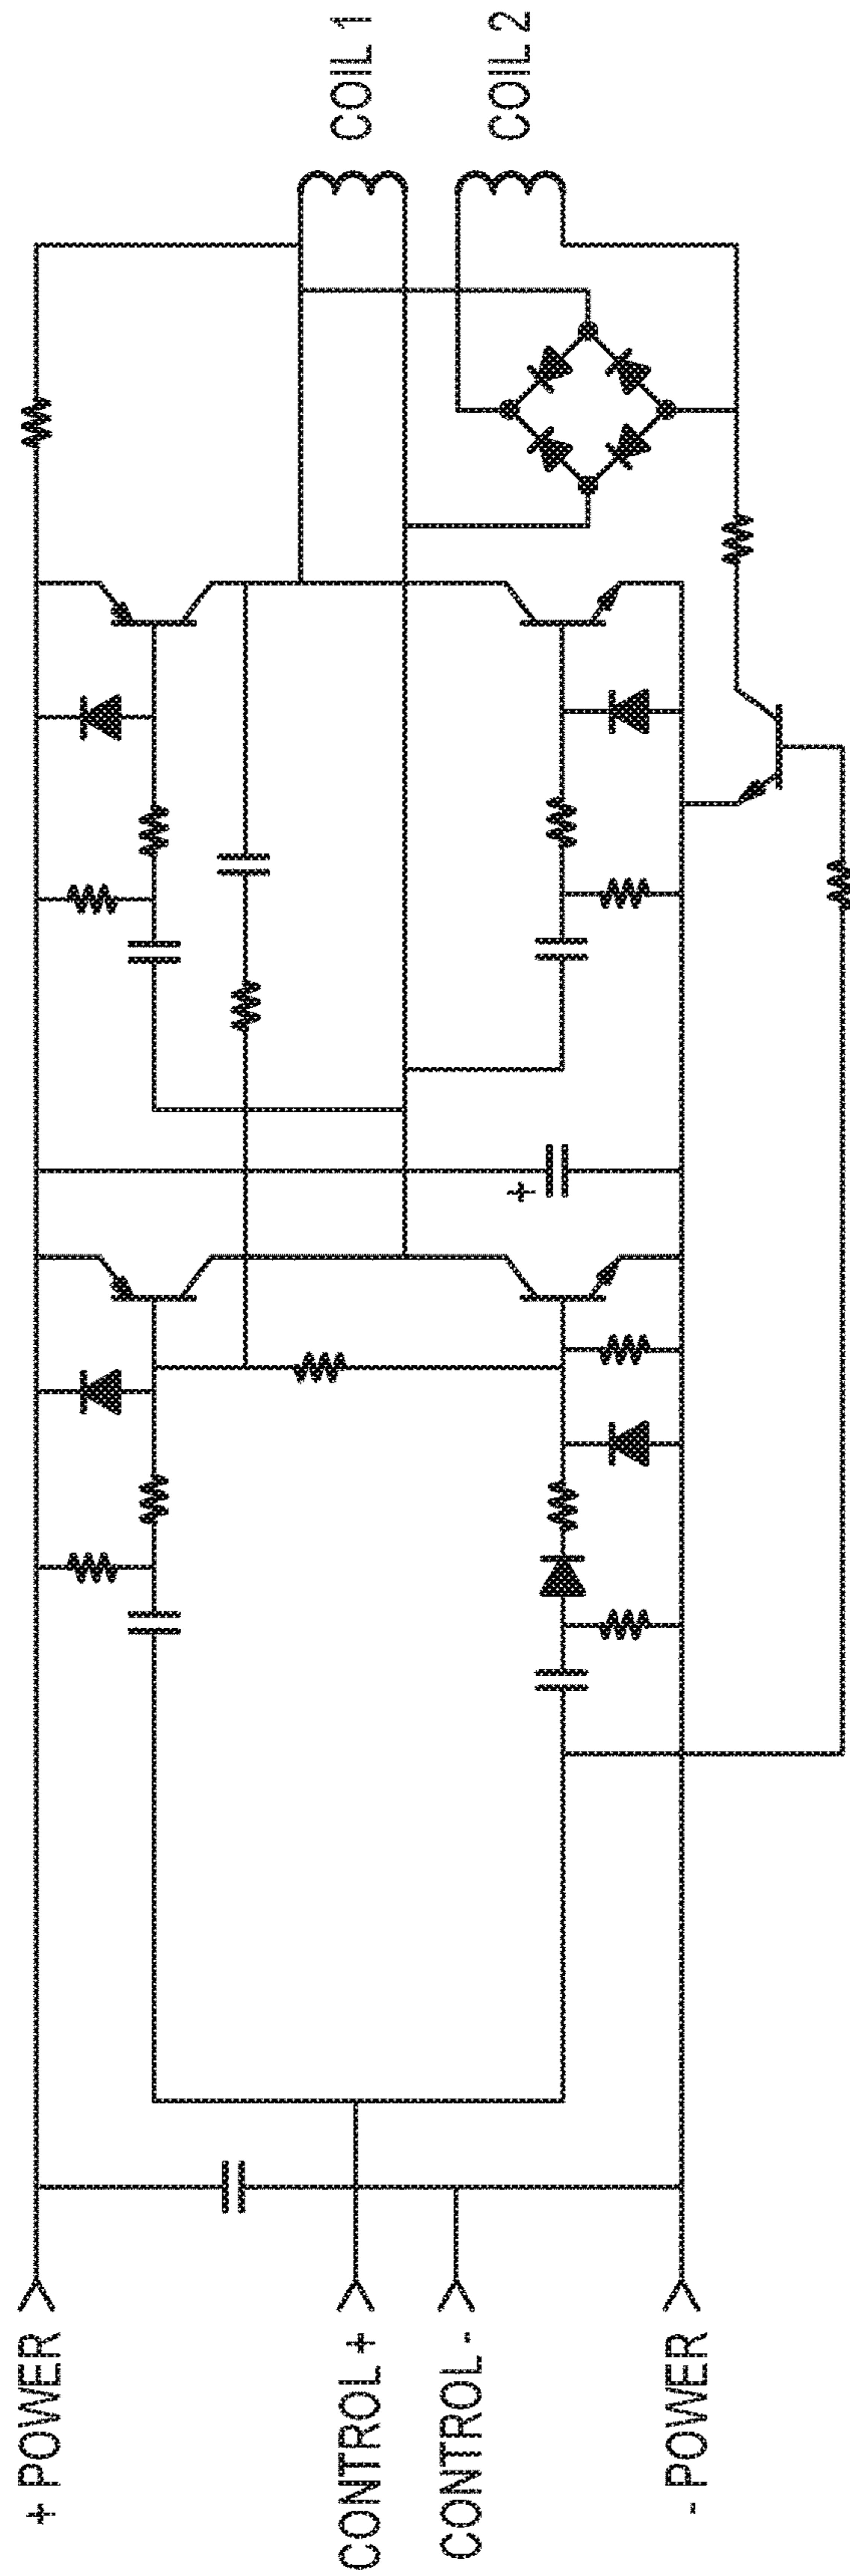 + POWER
CONTROL +
CONTROL -
- POWER
+
COIL 1
COIL 2